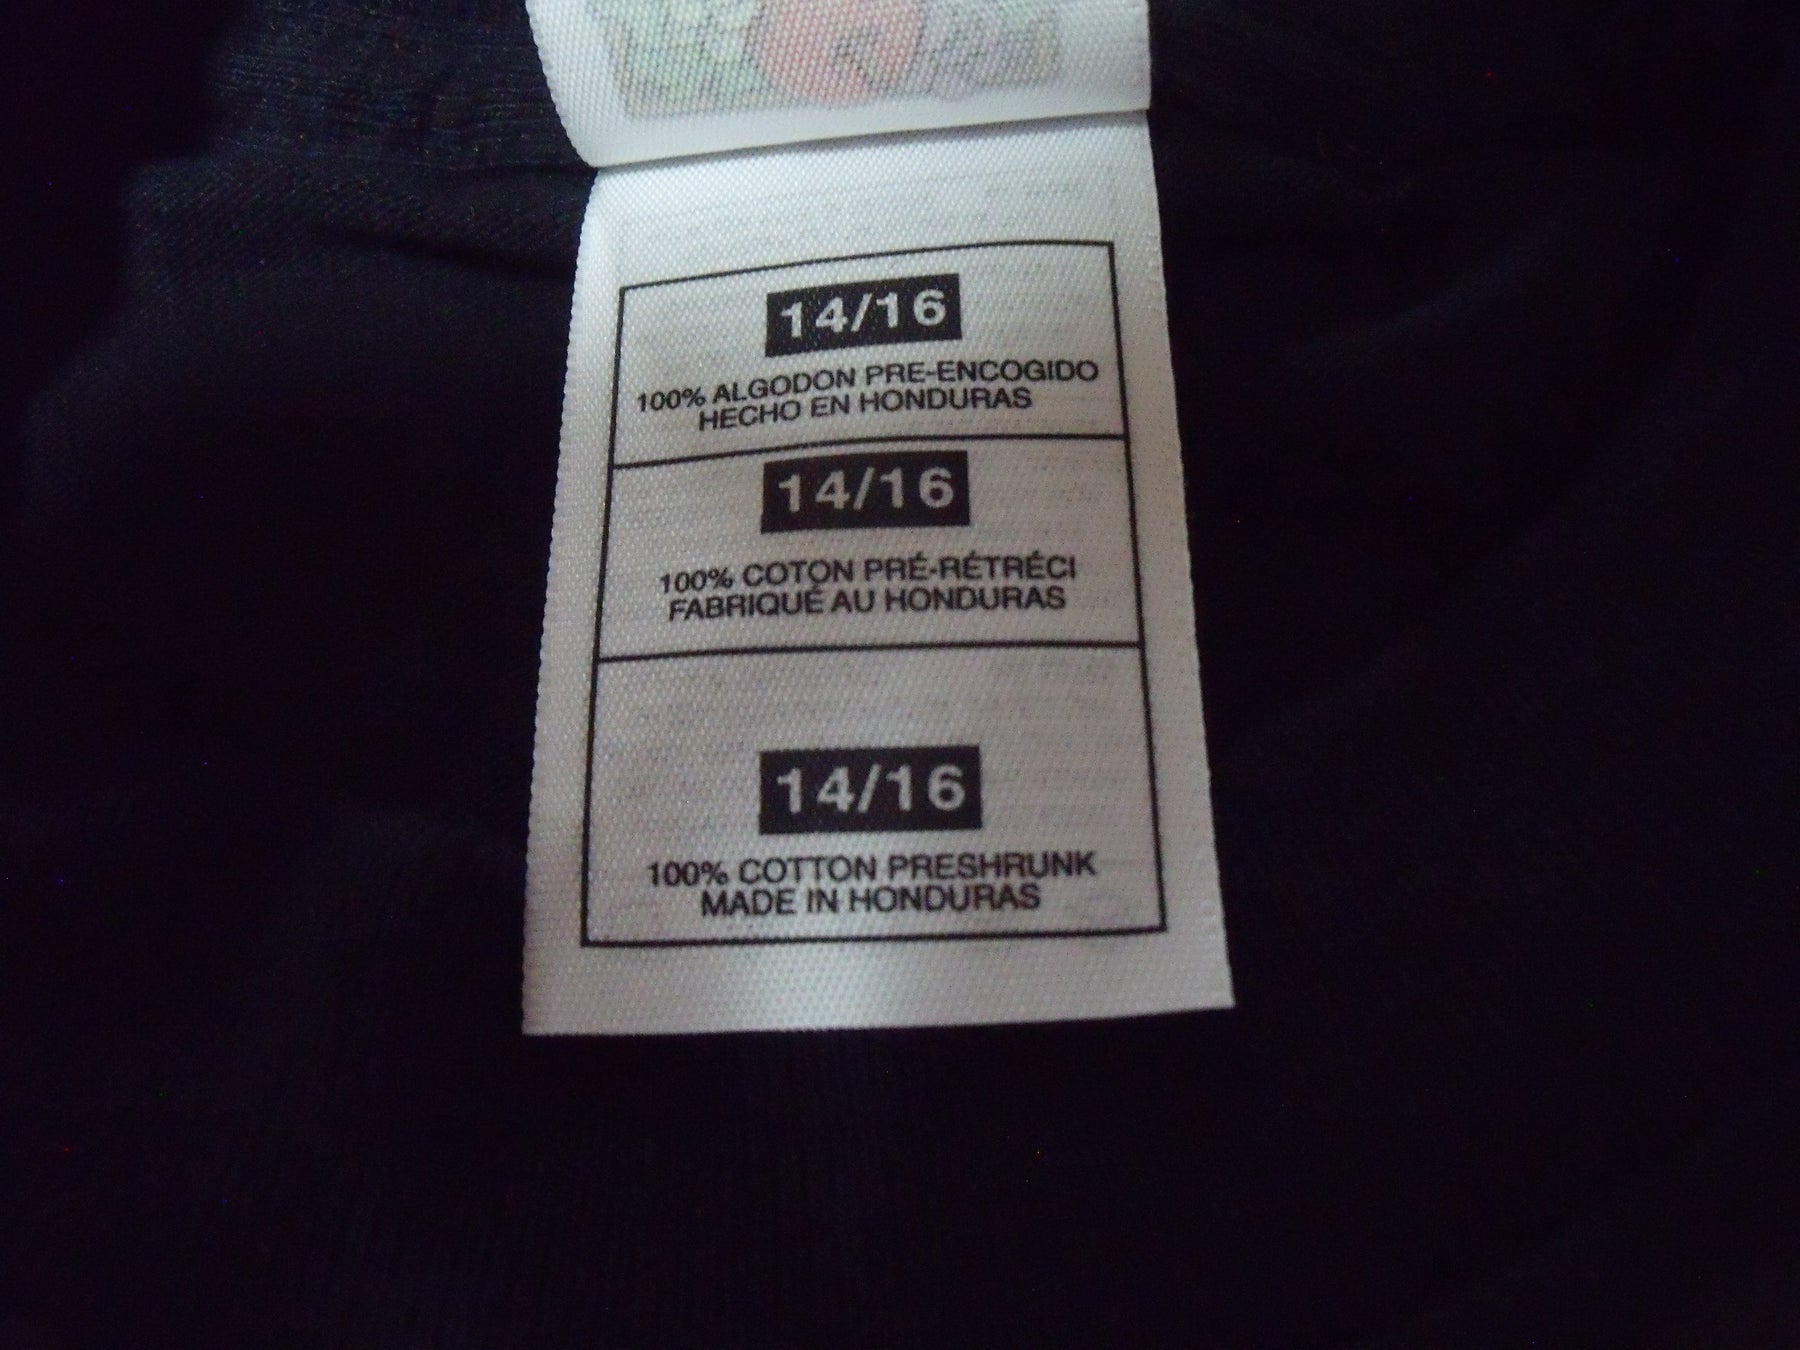 14/16
100% ALGODON PRE-ENCOGIDO
HECHO EN HONDURAS
14/16
100% COTON PRÉ-RÉTRÉCI
FABRIQUÉ AU HONDURAS
14/16
100% COTTON PRESHRUNK
MADE IN HONDURAS